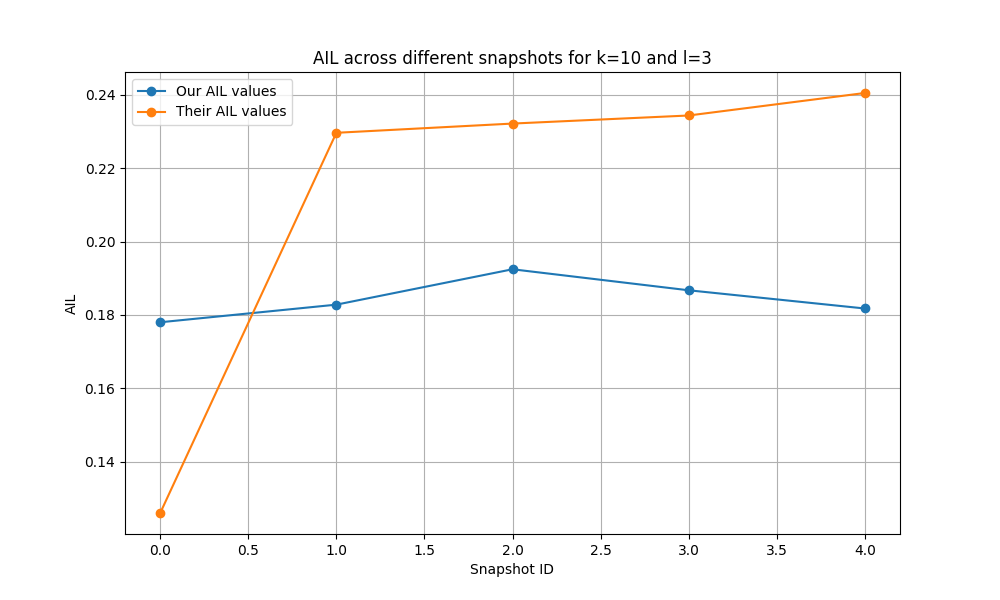 AIL across different snapshots for k=10 and l=3
Our AIL values
Their AIL values
0.24
0.22
0.20
0.18
0.16
0.14
AIL
0.0 0.5 1.0 1.5 2.0 2.5 3.0 3.5 4.0
Snapshot ID